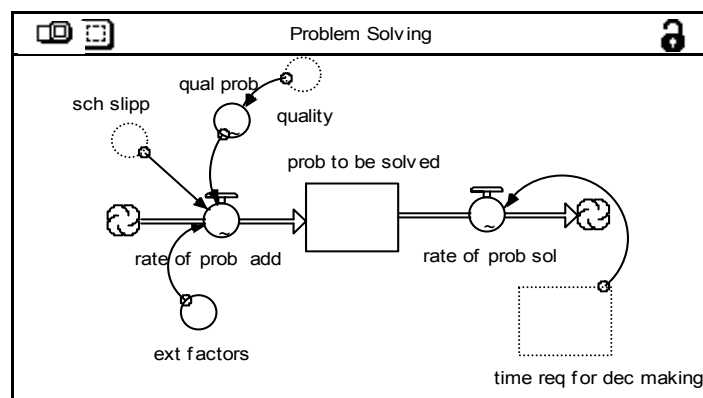 Problem Solving
qual prob
sch slipp
quality
prob to be solved
rate of prob add
rate of prob sol
ext factors
time req for dec making